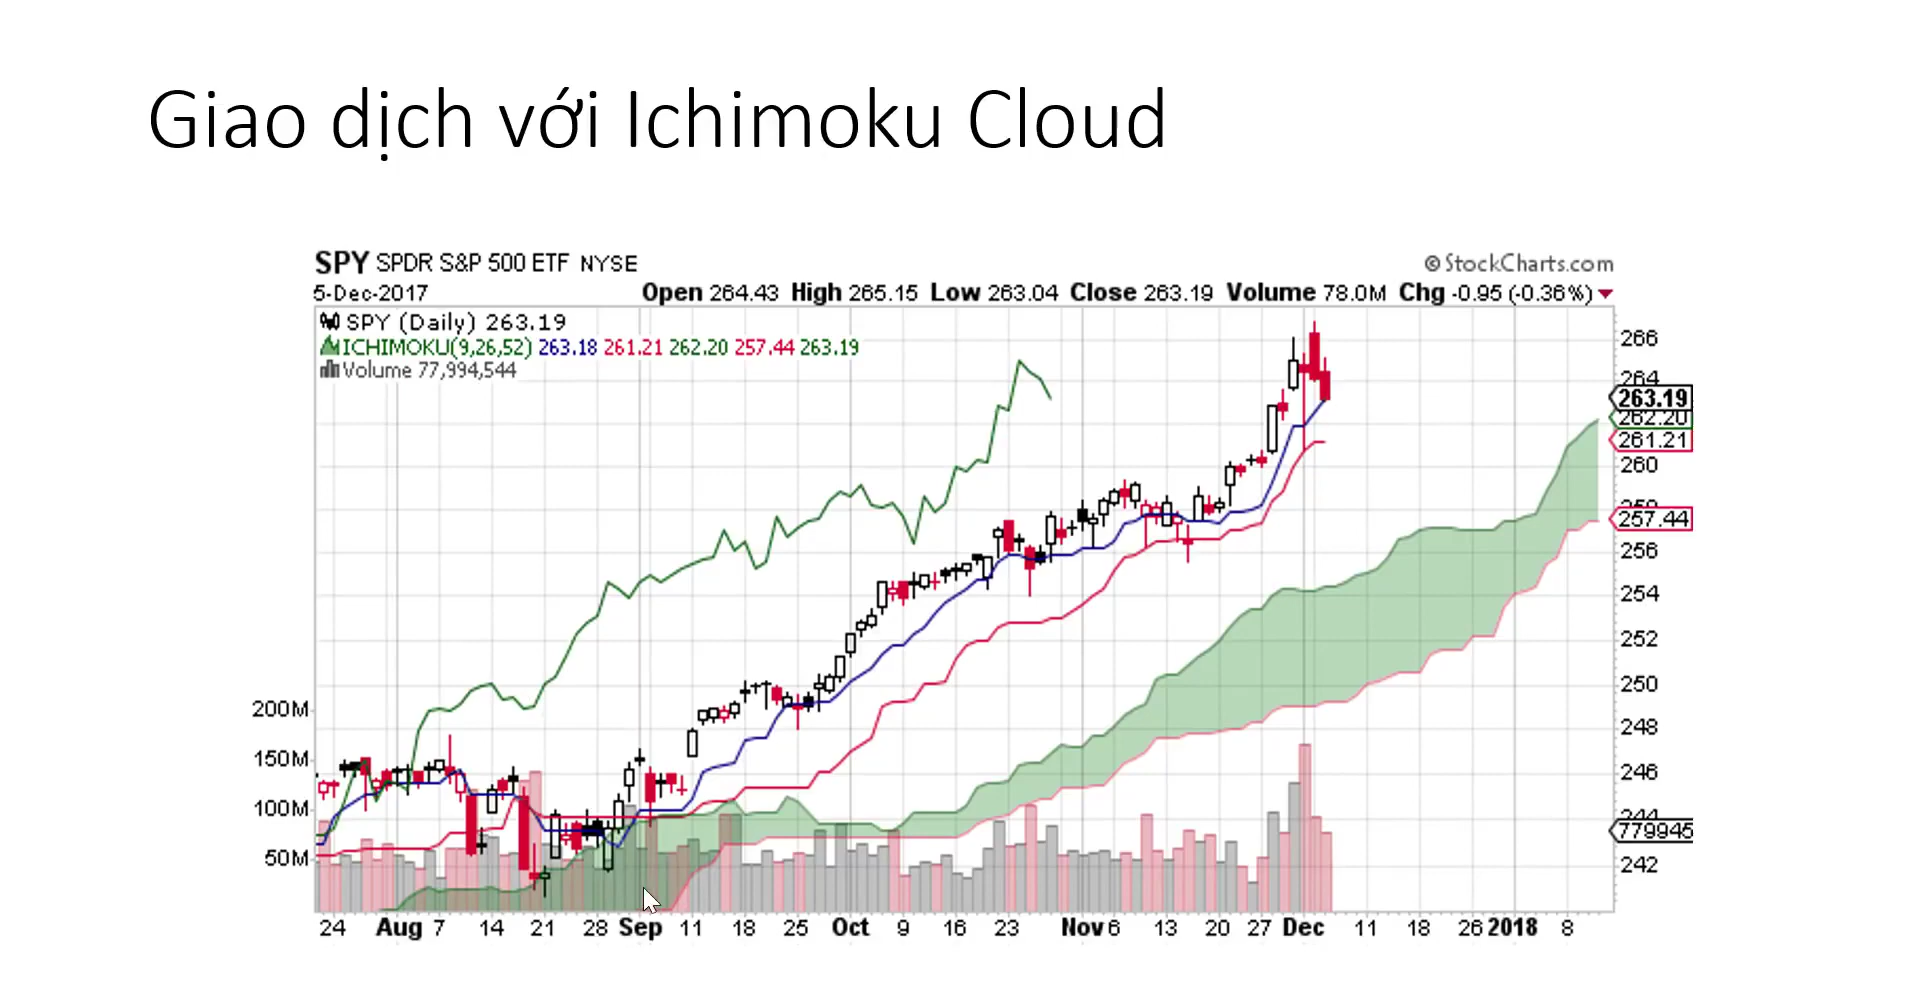 Giao dịch với Ichimoku Cloud
SPY SPDR S&P 500 ETF NYSE
© StockCharts.com
5-Dec-2017
Open 264.43 High 265.15 Low 263.04 Close 263.19 Volume 78.0M Chg -0.95 (-0.36%)
SPY (Daily) 263.19
ICHIMOKU(9,26,52) 263.18 261.21 262.20 257.44 263.19
Volume 77,994,544
266
264
263.19
262.20
261.21
260
258
257.44
256
254
252
250
248
246
244
779945
242
200M
150M
100M
50M
24 Aug 7 14 21 28 Sep 11 18 25 Oct 9 16 23 Nov 6 13 20 27 Dec 11 18 26 2018 8